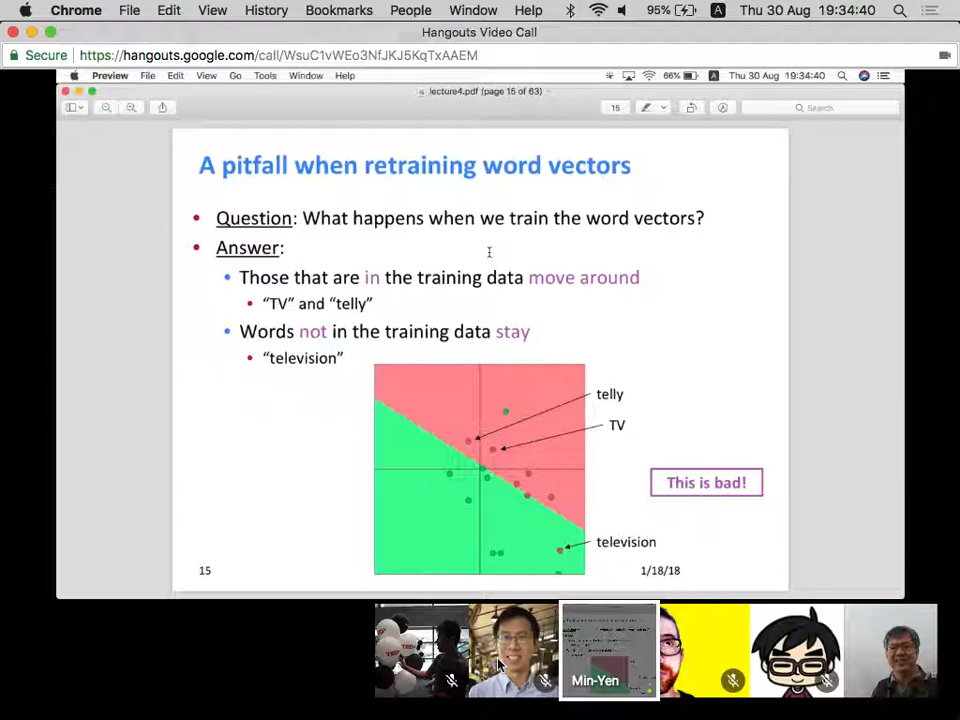 Chrome File Edit View History Bookmarks People Window Help 95% A Thu 30 Aug 19:34:40
Hangouts Video Call
Secure https://hangouts.google.com/call/WsuC1vWEo3NfJKJ5KqTxAAEM
Preview File Edit View Go Tools Window Help 66% A Thu 30 Aug 19:34:40
lecture4.pdf (page 15 of 63)
15 Search
A pitfall when retraining word vectors
• Question: What happens when we train the word vectors?
• Answer:
• Those that are in the training data move around
• “TV” and “telly”
• Words not in the training data stay
• “television”
telly
TV
This is bad!
television
15 1/18/18
Min-Yen